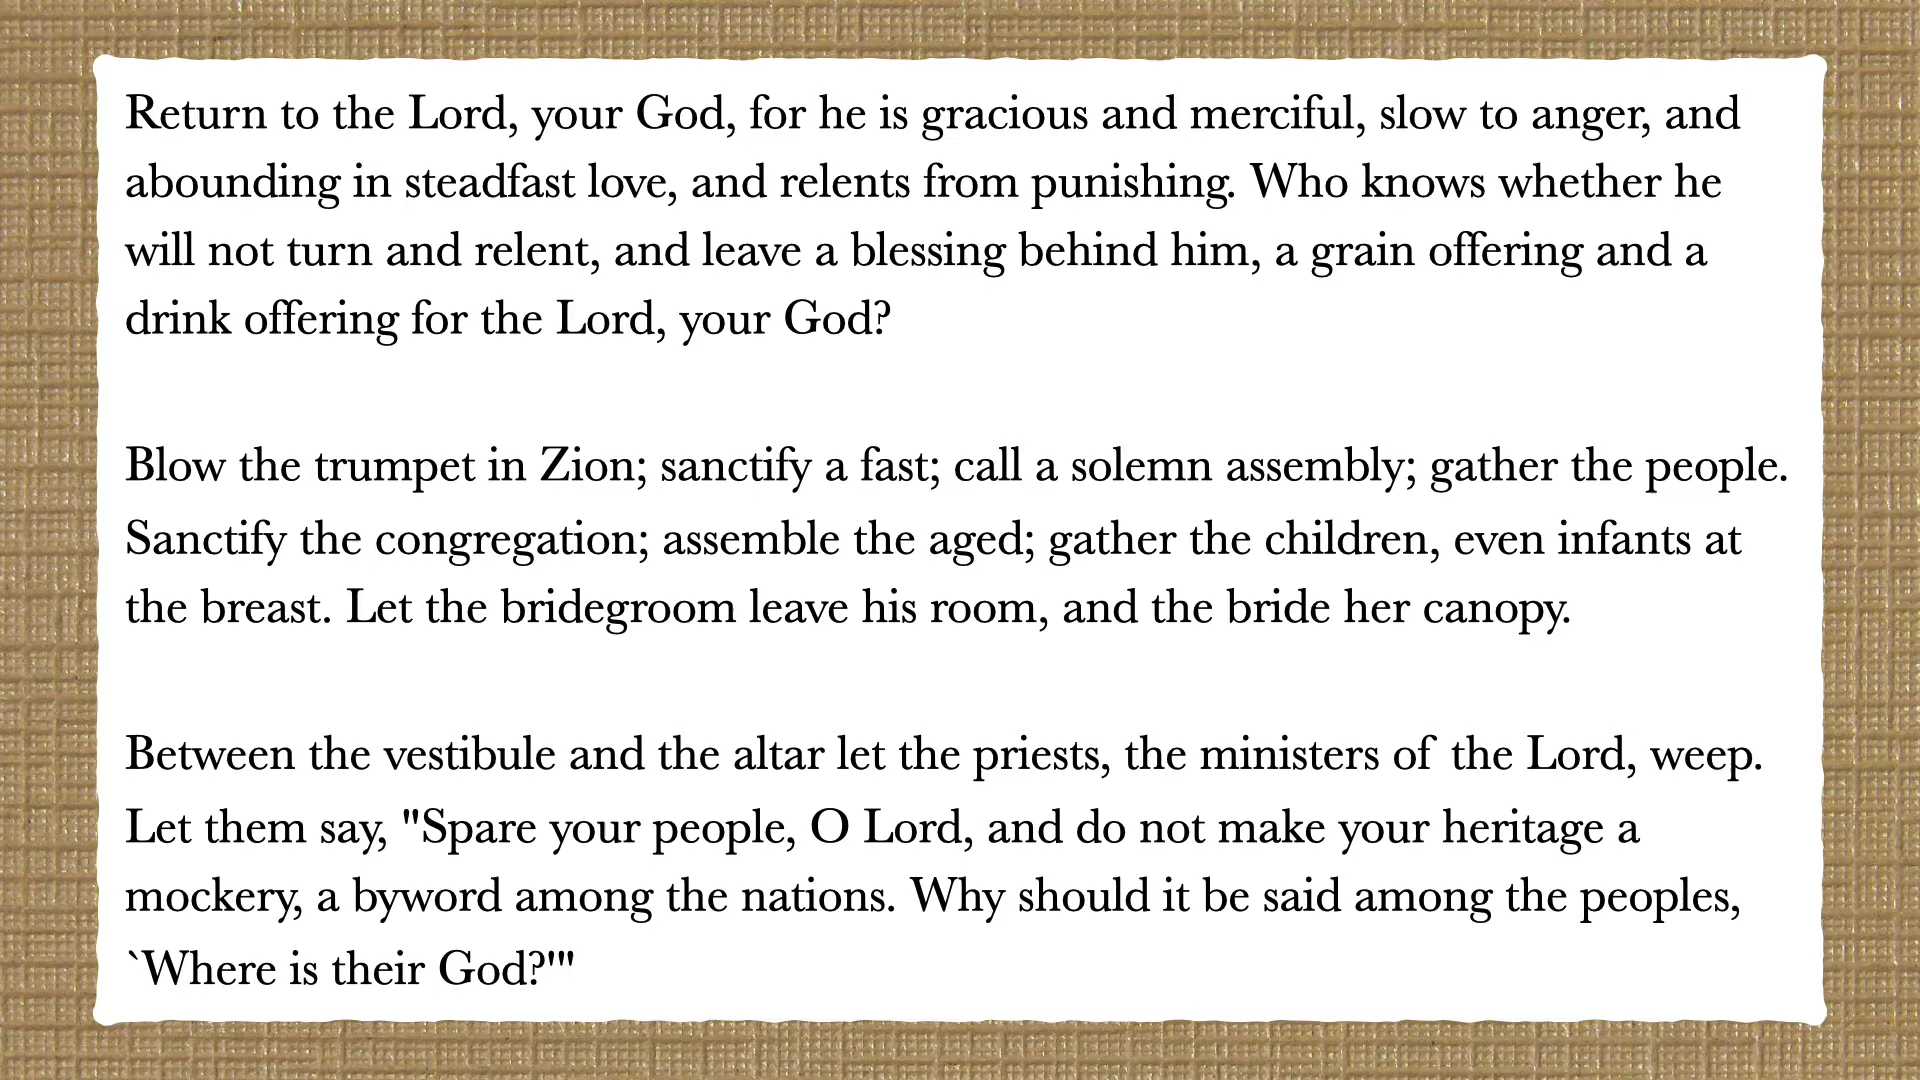 Return to the Lord, your God, for he is gracious and merciful, slow to anger, and
abounding in steadfast love, and relents from punishing. Who knows whether he
will not turn and relent, and leave a blessing behind him, a grain offering and a
drink offering for the Lord, your God?
Blow the trumpet in Zion; sanctify a fast; call a solemn assembly; gather the people.
Sanctify the congregation; assemble the aged; gather the children, even infants at
the breast. Let the bridegroom leave his room, and the bride her canopy.
Between the vestibule and the altar let the priests, the ministers of the Lord, weep.
Let them say, "Spare your people, O Lord, and do not make your heritage a
mockery, a byword among the nations. Why should it be said among the peoples,
`Where is their God?'"